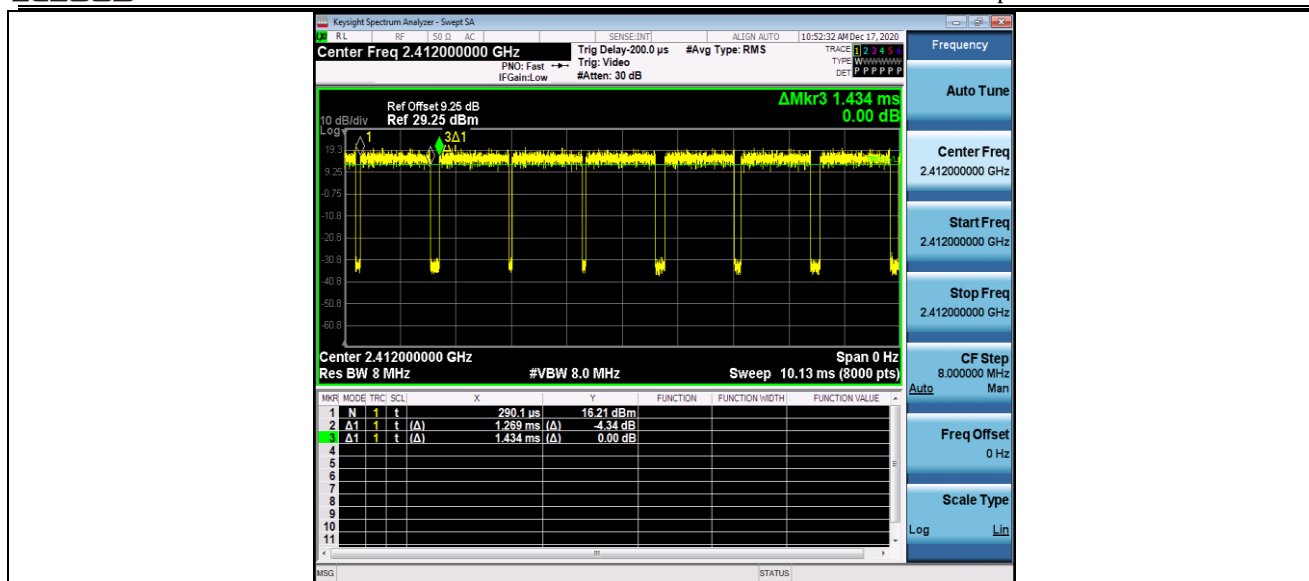 Keysight Spectrum Analyzer - Swept SA
RL RF 50 Ω AC SENSE:INT ALIGN AUTO 10:52:32 AM Dec 17, 2020
Center Freq 2.412000000 GHz
Trig Delay-200.0 µs #Avg Type: RMS
TRACE 1 2 3 4 5 6
PNO: Fast Trig: Video
TYPE WWWWWW
IFGain:Low #Atten: 30 dB
DET P P P P P P
ΔMkr3 1.434 ms
0.00 dB
Ref Offset 9.25 dB
10 dB/div Ref 29.25 dBm
Log
1
3Δ1
19.3
9.25
-0.75
-10.8
-20.8
-30.8
-40.8
-50.8
-60.8
Center 2.412000000 GHz Span 0 Hz
Res BW 8 MHz #VBW 8.0 MHz Sweep 10.13 ms (8000 pts)
MKR MODE TRC SCL X Y FUNCTION FUNCTION WIDTH FUNCTION VALUE
1 N 1 t 290.1 µs 16.21 dBm
2 Δ1 1 t (Δ) 1.269 ms (Δ) -4.34 dB
3 Δ1 1 t (Δ) 1.434 ms (Δ) 0.00 dB
4
5
6
7
8
9
10
11
MSG STATUS
Frequency
Auto Tune
Center Freq
2.412000000 GHz
Start Freq
2.412000000 GHz
Stop Freq
2.412000000 GHz
CF Step
8.000000 MHz
Auto Man
Freq Offset
0 Hz
Scale Type
Log Lin